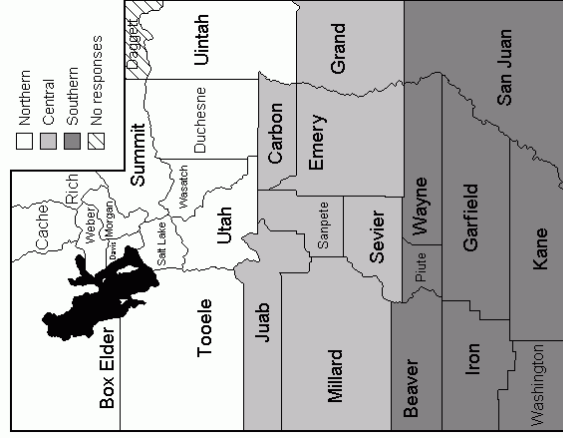 Northern
Central
Southern
No responses
Cache
Rich
Box Elder
Weber
Morgan
Davis
Summit
Daggett
Salt Lake
Wasatch
Duchesne
Uintah
Tooele
Utah
Juab
Carbon
Sanpete
Emery
Grand
Millard
Sevier
Beaver
Piute
Wayne
Iron
Garfield
San Juan
Washington
Kane